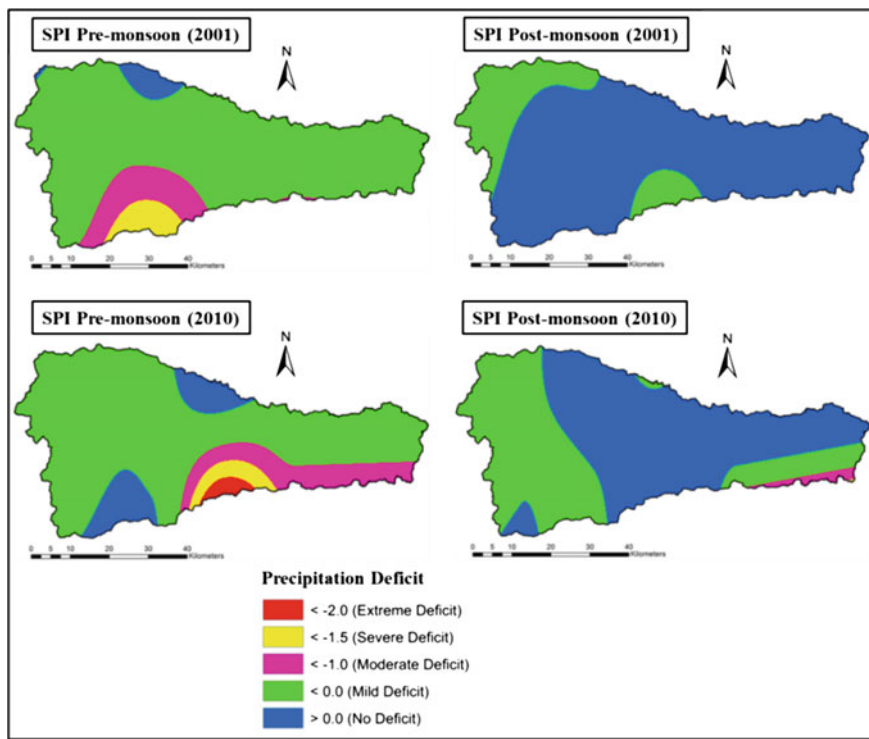 SPI Pre-monsoon (2001)
N
0 5 10 20 30 40
Kilometers
SPI Post-monsoon (2001)
N
0 5 10 20 30 40
Kilometers
SPI Pre-monsoon (2010)
N
0 5 10 20 30 40
Kilometers
SPI Post-monsoon (2010)
N
0 5 10 20 30 40
Kilometers
Precipitation Deficit
< -2.0 (Extreme Deficit)
< -1.5 (Severe Deficit)
< -1.0 (Moderate Deficit)
< 0.0 (Mild Deficit)
> 0.0 (No Deficit)